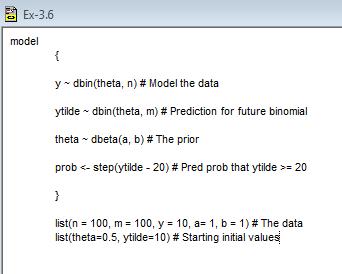 Ex-3.6
model
{
y ~ dbin(theta, n) # Model the data
ytilde ~ dbin(theta, m) # Prediction for future binomial
theta ~ dbeta(a, b) # The prior
prob <- step(ytilde - 20) # Pred prob that ytilde >= 20
}
list(n = 100, m = 100, y = 10, a= 1, b = 1) # The data
list(theta=0.5, ytilde=10) # Starting initial values